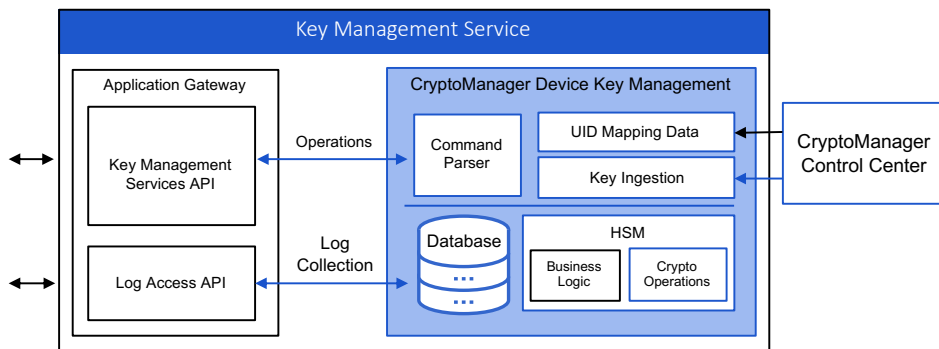 Key Management Service
Application Gateway
Key Management
Services API
Log Access API
Operations
Log
Collection
CryptoManager Device Key Management
Command
Parser
UID Mapping Data
Key Ingestion
Database
...
...
HSM
Business
Logic
Crypto
Operations
CryptoManager
Control Center